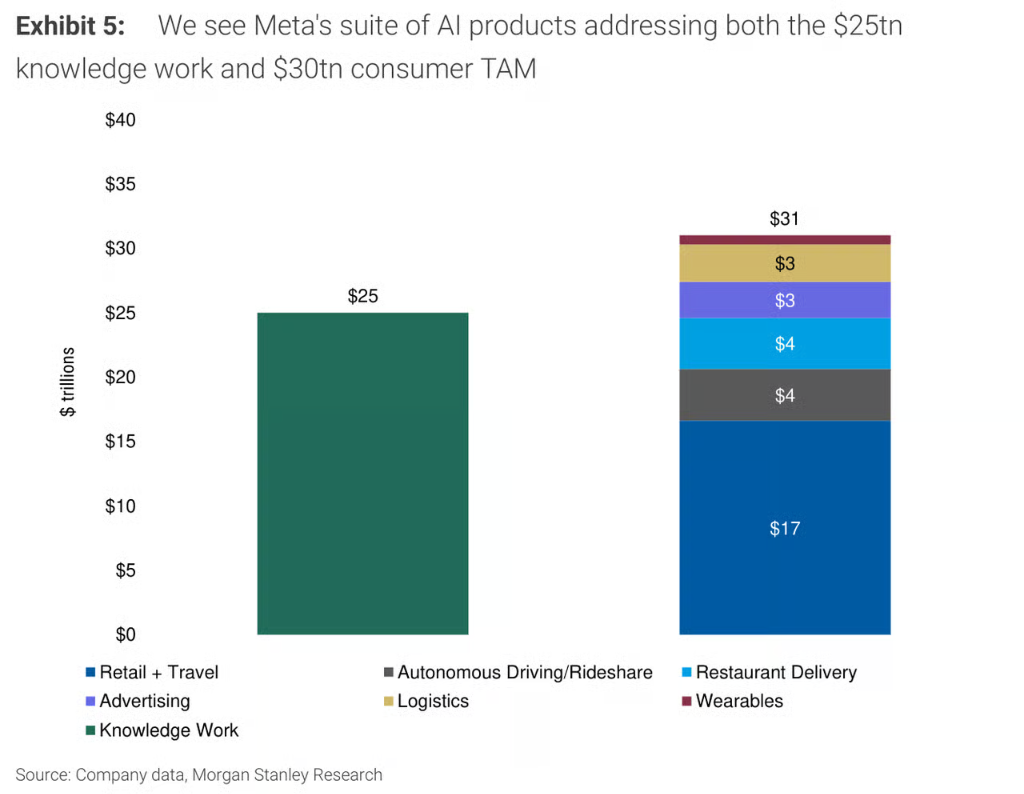 Exhibit 5: We see Meta's suite of AI products addressing both the $25tn
knowledge work and $30tn consumer TAM
$40
$35
$30
$25
$20
$15
$10
$5
$0
$ trillions
$25
$31
$3
$3
$4
$4
$17
Retail + Travel
Autonomous Driving/Rideshare
Restaurant Delivery
Advertising
Logistics
Wearables
Knowledge Work
Source: Company data, Morgan Stanley Research